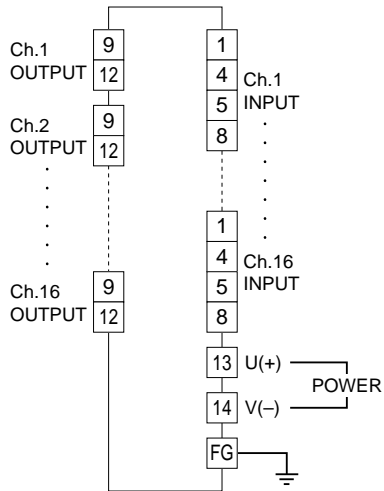 Ch.1
OUTPUT
9
12
Ch.2
OUTPUT
9
12
Ch.16
OUTPUT
9
12
1
4
5
8
Ch.1
INPUT
1
4
5
8
Ch.16
INPUT
13 U(+)
POWER
14 V(–)
FG